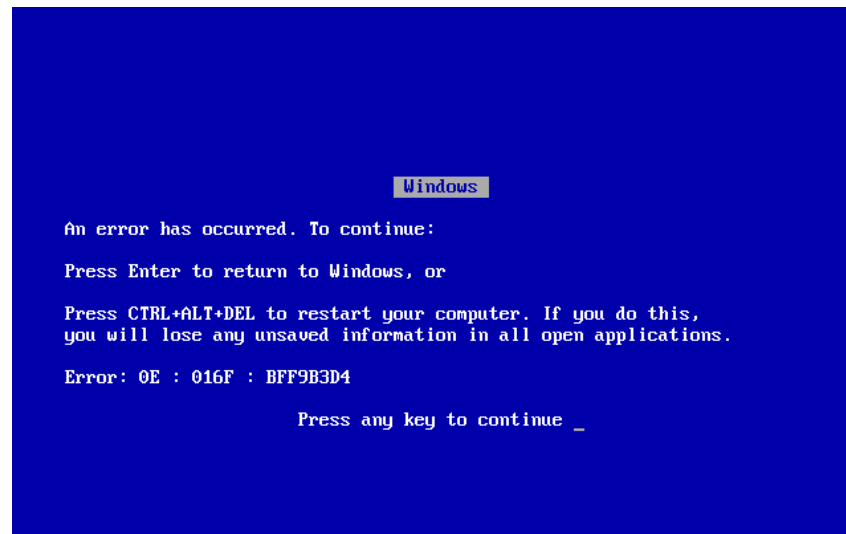 Windows
An error has occurred. To continue:
Press Enter to return to Windows, or
Press CTRL+ALT+DEL to restart your computer. If you do this,
you will lose any unsaved information in all open applications.
Error: 0E : 016F : BFF9B3D4
Press any key to continue _